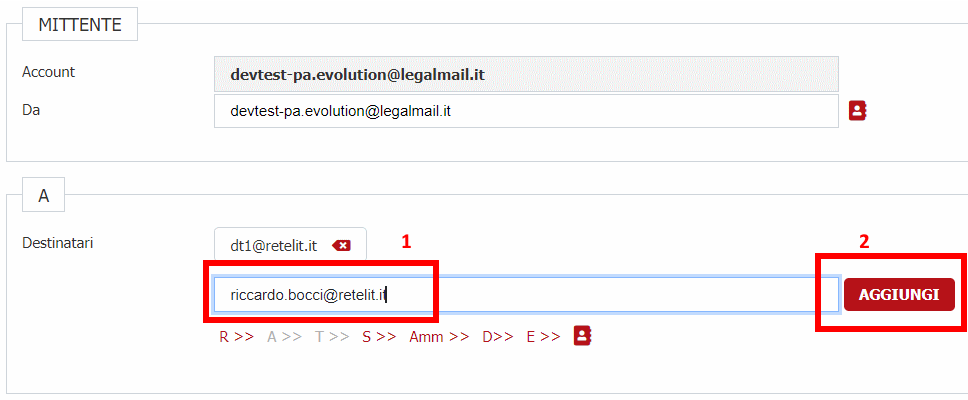 MITTENTE
Account devtest-pa.evolution@legalmail.it
Da devtest-pa.evolution@legalmail.it
A
Destinatari dt1@retelit.it 1 2
riccardo.bocci@retelit.it AGGIUNGI
R >> A >> T >> S >> Amm >> D>> E >>